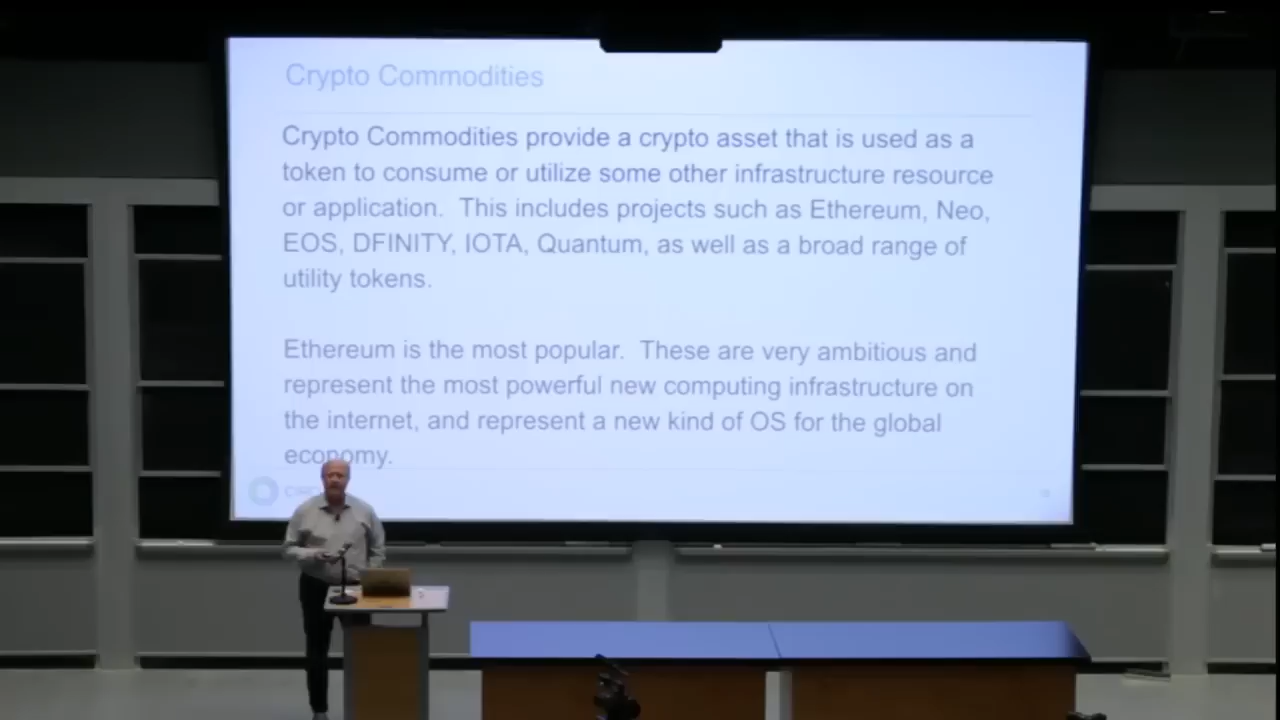 Crypto Commodities
Crypto Commodities provide a crypto asset that is used as a
token to consume or utilize some other infrastructure resource
or application.  This includes projects such as Ethereum, Neo,
EOS, DFINITY, IOTA, Quantum, as well as a broad range of
utility tokens.
Ethereum is the most popular.  These are very ambitious and
represent the most powerful new computing infrastructure on
the internet, and represent a new kind of OS for the global
economy.